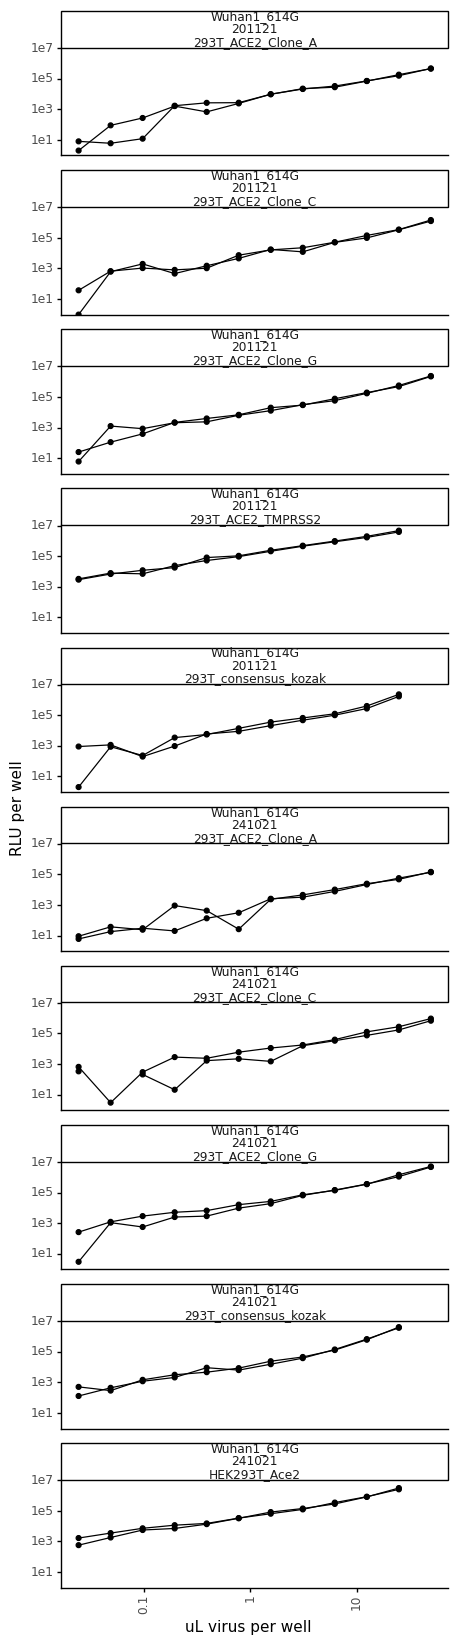 Wuhan1_614G
201121
293T_ACE2_Clone_A
1e7
1e5
1e3
1e1
Wuhan1_614G
201121
293T_ACE2_Clone_C
1e7
1e5
1e3
1e1
Wuhan1_614G
201121
293T_ACE2_Clone_G
1e7
1e5
1e3
1e1
Wuhan1_614G
201121
293T_ACE2_TMPRSS2
1e7
1e5
1e3
1e1
Wuhan1_614G
201121
293T_consensus_kozak
1e7
1e5
1e3
1e1
RLU per well
Wuhan1_614G
241021
293T_ACE2_Clone_A
1e7
1e5
1e3
1e1
Wuhan1_614G
241021
293T_ACE2_Clone_C
1e7
1e5
1e3
1e1
Wuhan1_614G
241021
293T_ACE2_Clone_G
1e7
1e5
1e3
1e1
Wuhan1_614G
241021
293T_consensus_kozak
1e7
1e5
1e3
1e1
Wuhan1_614G
241021
HEK293T_Ace2
1e7
1e5
1e3
1e1
0.1
1
10
uL virus per well